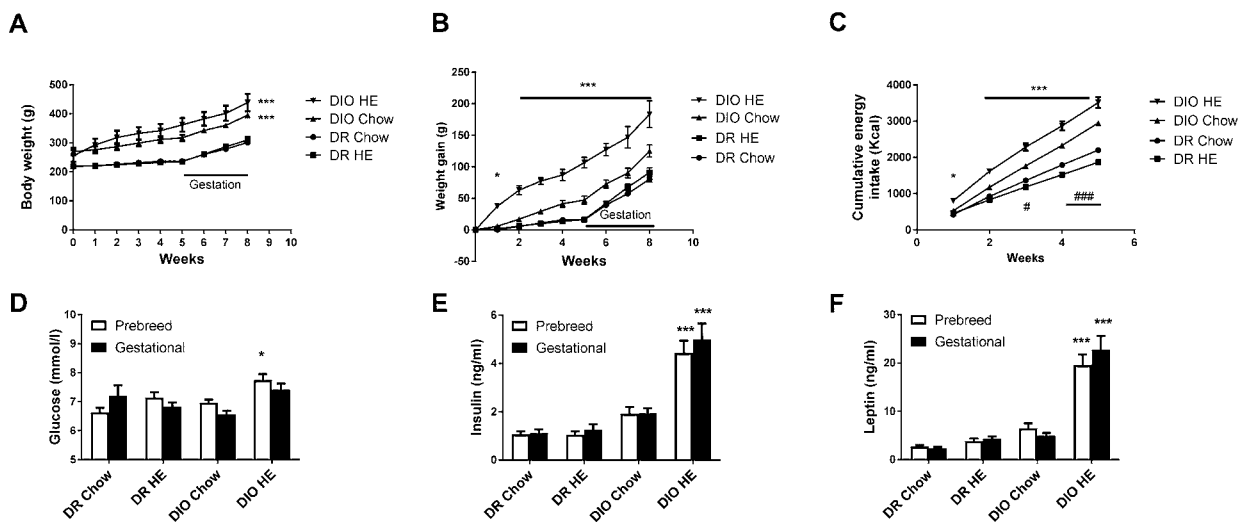 A
Body weight (g)
500
400
300
200
100
0
***
***
Gestation
0 1 2 3 4 5 6 7 8 9 10
Weeks
DIO HE
DIO Chow
DR Chow
DR HE
B
Weight gain (g)
250
200
150
100
50
0
-50
***
*
Gestation
2 4 6 8 10
Weeks
DIO HE
DIO Chow
DR HE
DR Chow
C
Cumulative energy
intake (Kcal)
4000
3000
2000
1000
0
***
*
#
###
0 2 4 6
Weeks
DIO HE
DIO Chow
DR Chow
DR HE
D
Glucose (mmol/l)
10
9
8
7
6
5
Prebreed
Gestational
*
DR Chow
DR HE
DIO Chow
DIO HE
E
Insulin (ng/ml)
6
4
2
0
Prebreed
Gestational
***
***
DR Chow
DR HE
DIO Chow
DIO HE
F
Leptin (ng/ml)
30
20
10
0
Prebreed
Gestational
***
***
DR Chow
DR HE
DIO Chow
DIO HE